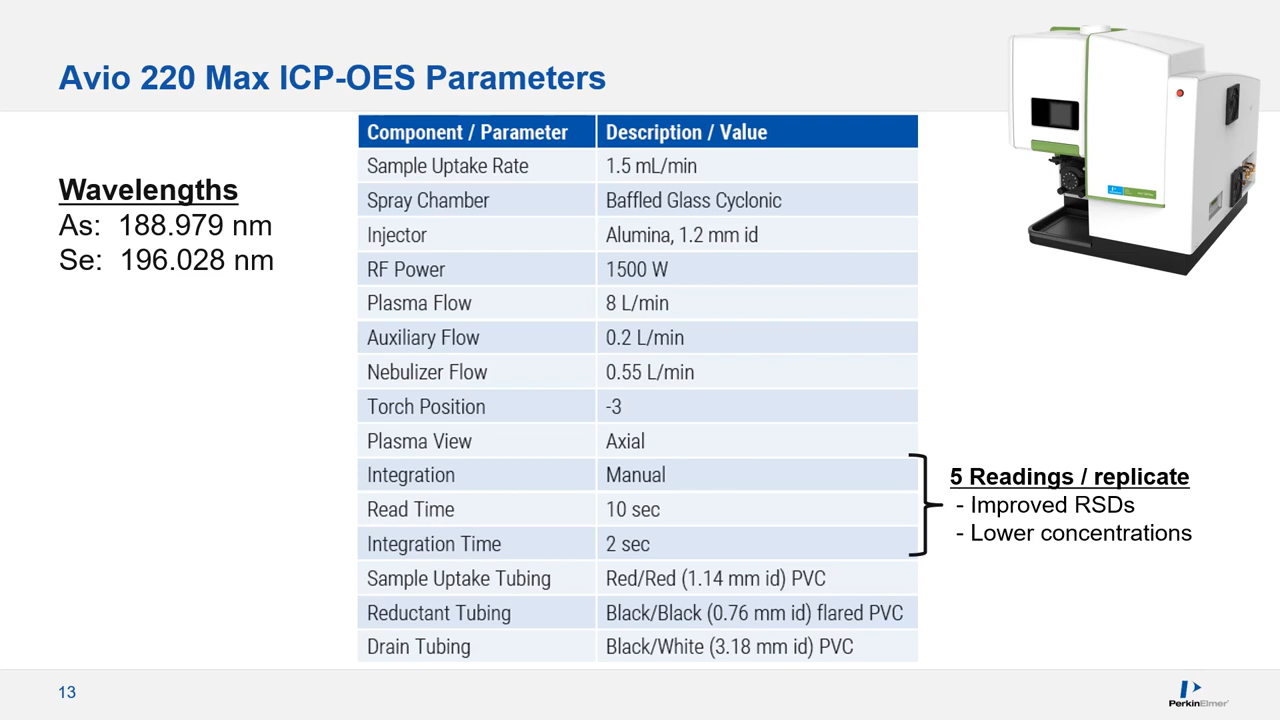 Avio 220 Max ICP-OES Parameters
Wavelengths
As: 188.979 nm
Se: 196.028 nm
Component / Parameter Description / Value
Sample Uptake Rate 1.5 mL/min
Spray Chamber Baffled Glass Cyclonic
Injector Alumina, 1.2 mm id
RF Power 1500 W
Plasma Flow 8 L/min
Auxiliary Flow 0.2 L/min
Nebulizer Flow 0.55 L/min
Torch Position -3
Plasma View Axial
Integration Manual
Read Time 10 sec
Integration Time 2 sec
Sample Uptake Tubing Red/Red (1.14 mm id) PVC
Reductant Tubing Black/Black (0.76 mm id) flared PVC
Drain Tubing Black/White (3.18 mm id) PVC
5 Readings / replicate
- Improved RSDs
- Lower concentrations
13
PerkinElmer